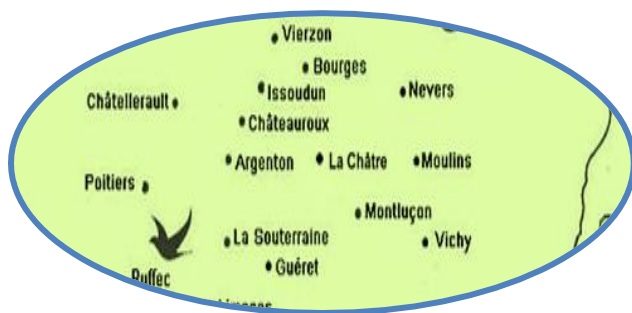 Vierzon
Bourges
Issoudun
Nevers
Châtellerault
Châteauroux
Argenton
La Châtre
Moulins
Poitiers
Montluçon
La Souterraine
Vichy
Guéret
Ruffec